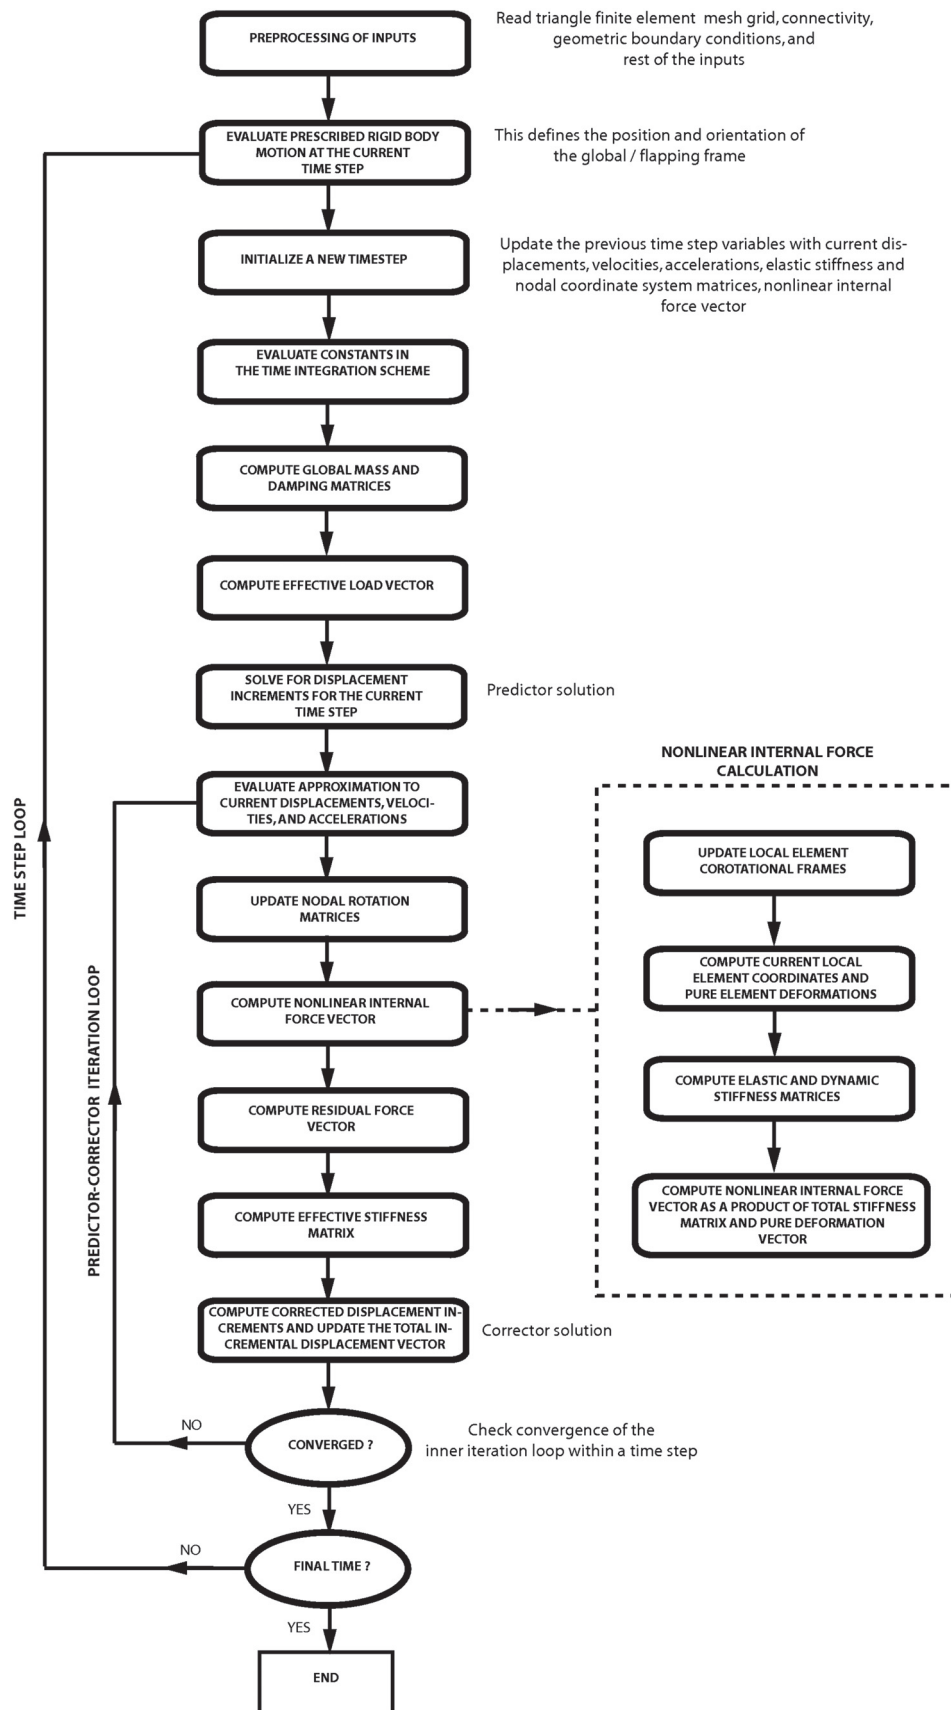 PREPROCESSING OF INPUTS
Read triangle finite element mesh grid, connectivity,
geometric boundary conditions, and
rest of the inputs
EVALUATE PRESCRIBED RIGID BODY
MOTION AT THE CURRENT
TIME STEP
This defines the position and orientation of
the global / flapping frame
INITIALIZE A NEW TIMESTEP
Update the previous time step variables with current dis-
placements, velocities, accelerations, elastic stiffness and
nodal coordinate system matrices, nonlinear internal
force vector
EVALUATE CONSTANTS IN
THE TIME INTEGRATION SCHEME
COMPUTE GLOBAL MASS AND
DAMPING MATRICES
COMPUTE EFFECTIVE LOAD VECTOR
SOLVE FOR DISPLACEMENT
INCREMENTS FOR THE CURRENT
TIME STEP
Predictor solution
EVALUATE APPROXIMATION TO
CURRENT DISPLACEMENTS, VELOCI-
TIES, AND ACCELERATIONS
UPDATE NODAL ROTATION
MATRICES
COMPUTE NONLINEAR INTERNAL
FORCE VECTOR
COMPUTE RESIDUAL FORCE
VECTOR
COMPUTE EFFECTIVE STIFFNESS
MATRIX
COMPUTE CORRECTED DISPLACEMENT IN-
CREMENTS AND UPDATE THE TOTAL IN-
CREMENTAL DISPLACEMENT VECTOR
Corrector solution
CONVERGED ?
Check convergence of the
inner iteration loop within a time step
NO
YES
FINAL TIME ?
NO
YES
END
TIME STEP LOOP
PREDICTOR-CORRECTOR ITERATION LOOP
NONLINEAR INTERNAL FORCE
CALCULATION
UPDATE LOCAL ELEMENT
COROTATIONAL FRAMES
COMPUTE CURRENT LOCAL
ELEMENT COORDINATES AND
PURE ELEMENT DEFORMATIONS
COMPUTE ELASTIC AND DYNAMIC
STIFFNESS MATRICES
COMPUTE NONLINEAR INTERNAL FORCE
VECTOR AS A PRODUCT OF TOTAL STIFFNESS
MATRIX AND PURE DEFORMATION
VECTOR